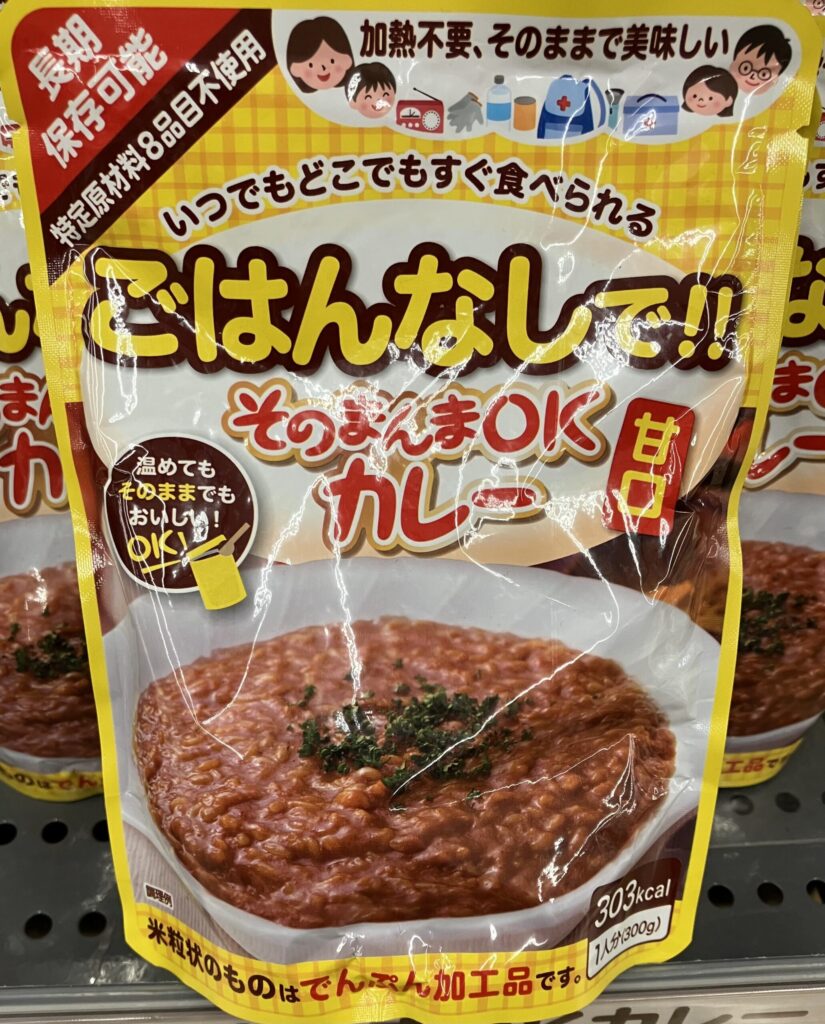 長期
保存可能
特定原材料8品目不使用
加熱不要、そのままで美味しい
いつでもどこでもすぐ食べられる
ごはんなしで!!
そのまんまOK
カレー
甘口
温めても
そのままでも
おいしい!
OK!
調理例
303kcal
1人分(300g)
米粒状のものはでんぷん加工品です。